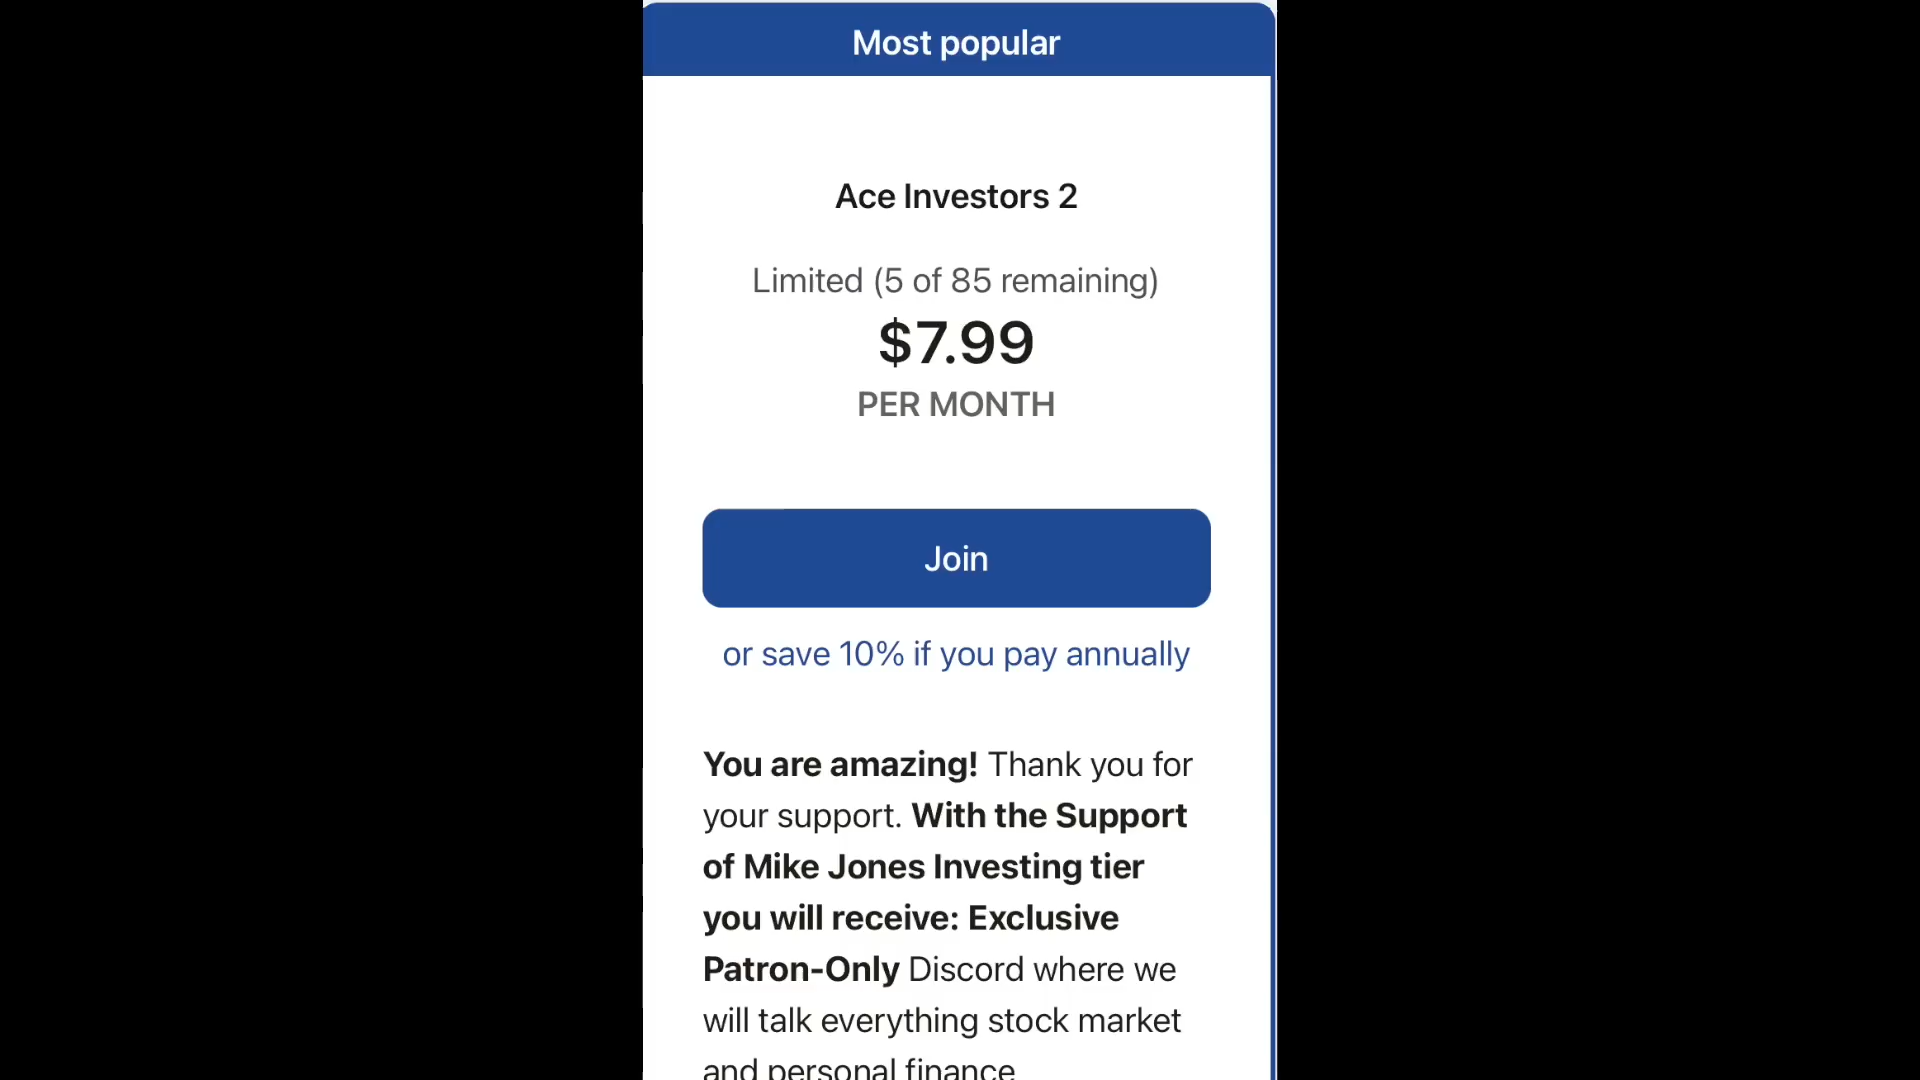 Most popular
Ace Investors 2
Limited (5 of 85 remaining)
$7.99
PER MONTH
Join
or save 10% if you pay annually
You are amazing! Thank you for
your support. With the Support
of Mike Jones Investing tier
you will receive: Exclusive
Patron-Only Discord where we
will talk everything stock market
and personal finance